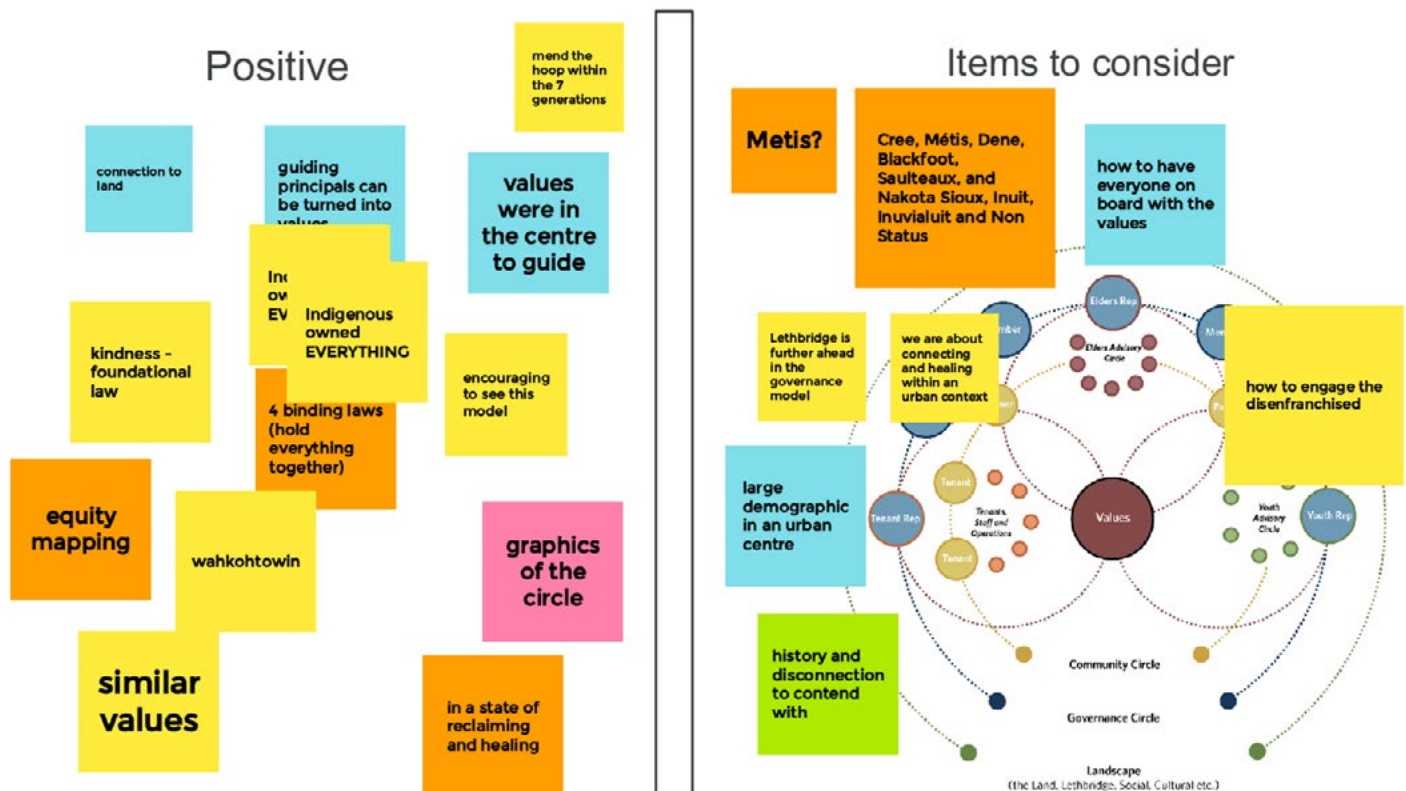 Positive
mend the
hoop within
the 7
generations
connection to
land
guiding
principals can
be turned into
values
values
were in
the centre
to guide
Indigenous
owned
EVERYTHING
kindness -
foundational
law
encouraging
to see this
model
4 binding laws
(hold
everything
together)
equity
mapping
wahkohtowin
graphics
of the
circle
similar
values
in a state of
reclaiming
and healing
Items to consider
Metis?
Cree, Métis, Dene,
Blackfoot,
Saulteaux, and
Nakota Sioux, Inuit,
Inuvialuit and Non
Status
how to have
everyone on
board with the
values
Lethbridge is
further ahead
in the
governance
model
we are about
connecting
and healing
within an
urban context
how to engage the
disenfranchised
large
demographic
in an urban
centre
history and
disconnection
to contend
with
Elders Rep
Elders Advisory
Circle
Tenant
Tenant Rep
Tenants,
Staff and
Operations
Tenant
Values
Youth
Advisory
Circle
Youth Rep
Community Circle
Governance Circle
Landscape
(the Land, Lethbridge, Social, Cultural etc.)